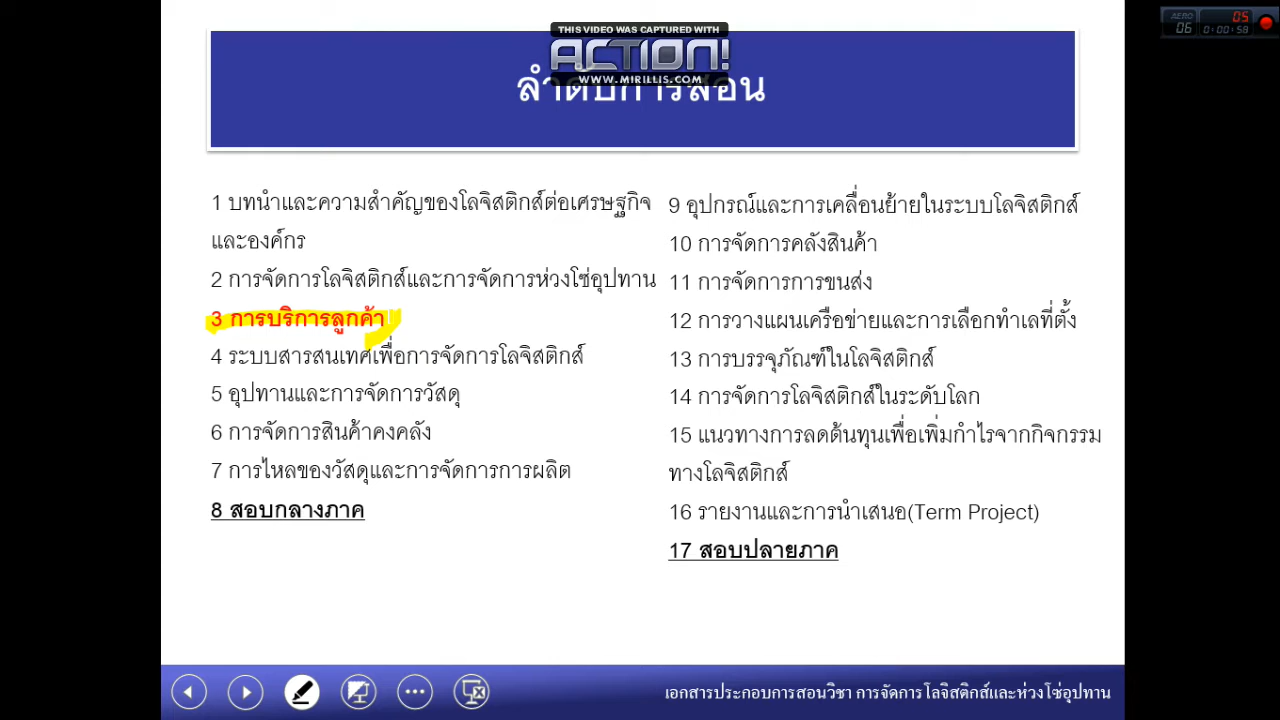 THIS VIDEO WAS CAPTURED WITH
ACTION!
WWW.MIRILLIS.COM
AERO 05
06 0:00:58
ลำดับการสอน
1 บทนำและความสำคัญของโลจิสติกส์ต่อเศรษฐกิจ
และองค์กร
2 การจัดการโลจิสติกส์และการจัดการห่วงโซ่อุปทาน
3 การบริการลูกค้า
4 ระบบสารสนเทศเพื่อการจัดการโลจิสติกส์
5 อุปทานและการจัดการวัสดุ
6 การจัดการสินค้าคงคลัง
7 การไหลของวัสดุและการจัดการการผลิต
8 สอบกลางภาค
9 อุปกรณ์และการเคลื่อนย้ายในระบบโลจิสติกส์
10 การจัดการคลังสินค้า
11 การจัดการการขนส่ง
12 การวางแผนเครือข่ายและการเลือกทำเลที่ตั้ง
13 การบรรจุภัณฑ์ในโลจิสติกส์
14 การจัดการโลจิสติกส์ในระดับโลก
15 แนวทางการลดต้นทุนเพื่อเพิ่มกำไรจากกิจกรรม
ทางโลจิสติกส์
16 รายงานและการนำเสนอ(Term Project)
17 สอบปลายภาค
เอกสารประกอบการสอนวิชา การจัดการโลจิสติกส์และห่วงโซ่อุปทาน